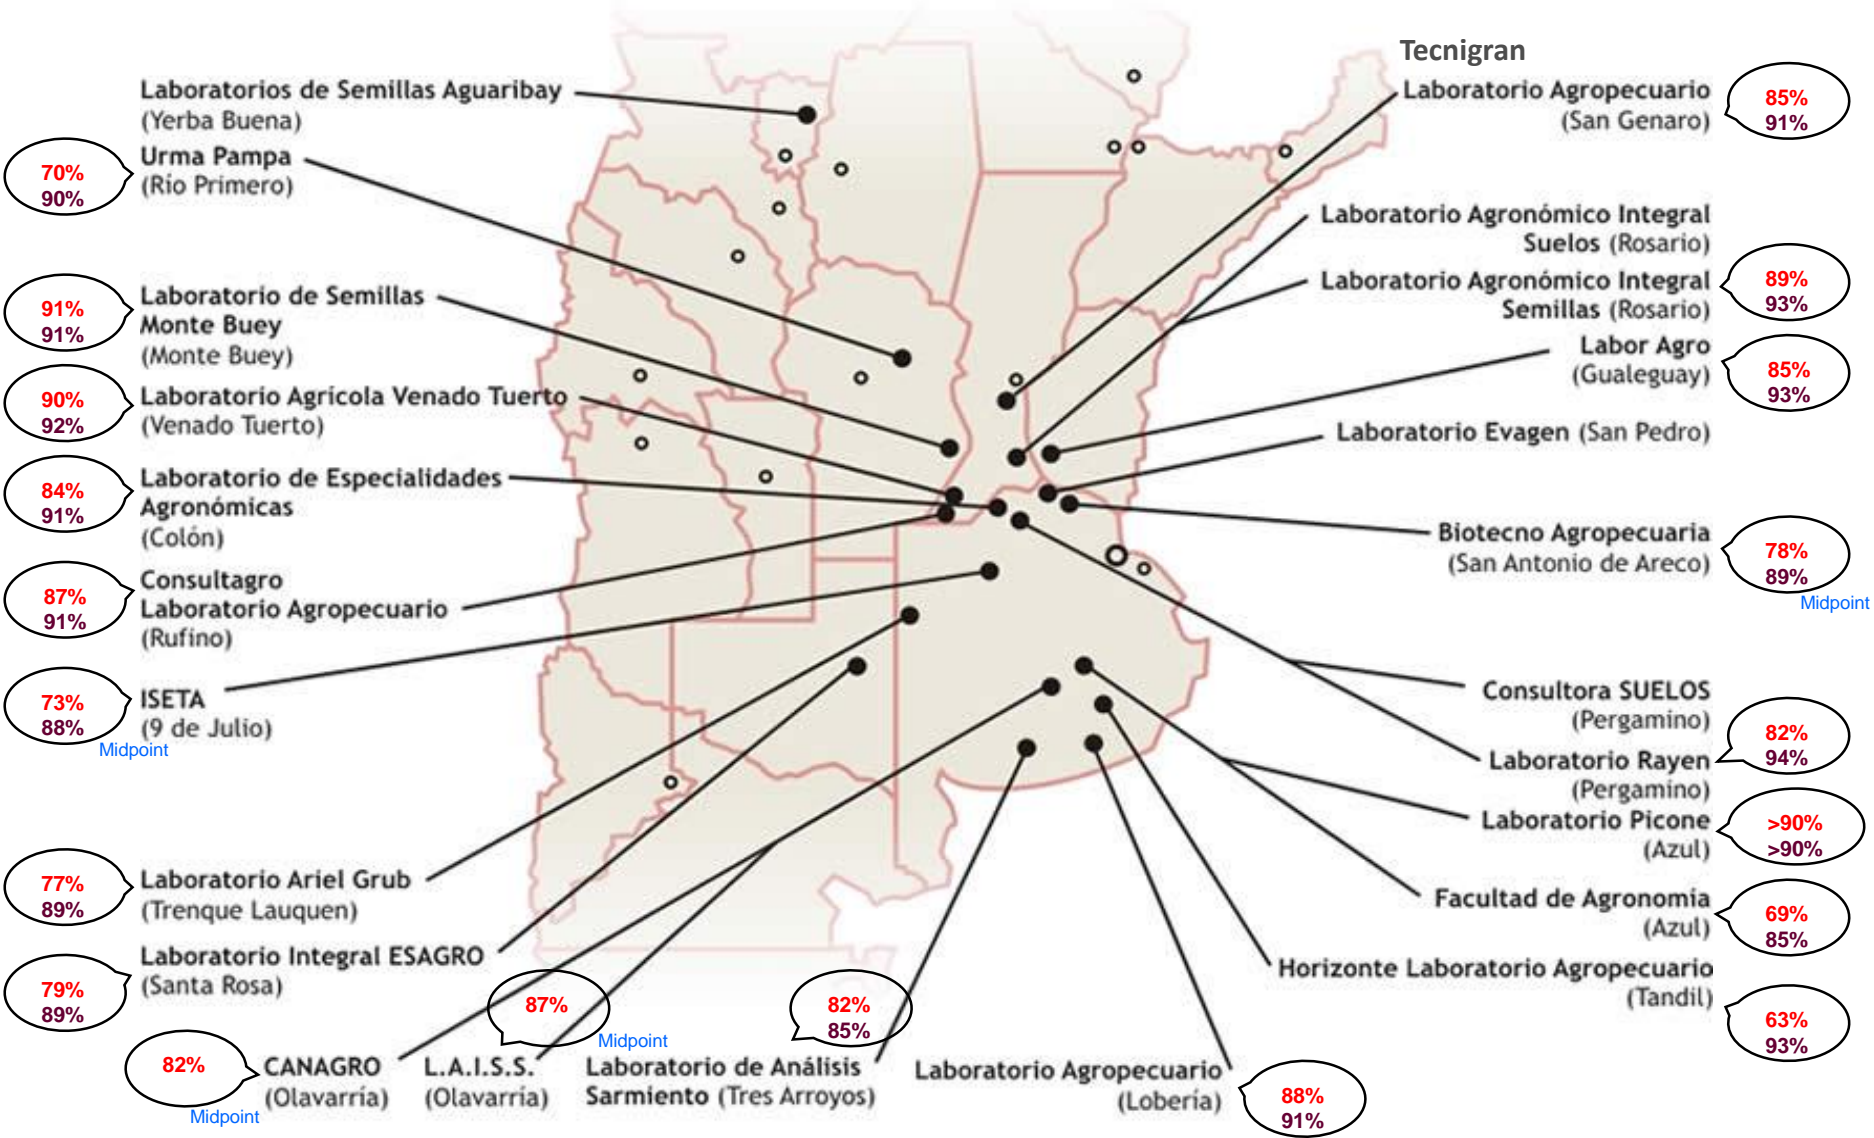 Laboratorios de Semillas Aguaribay
(Yerba Buena)
Urma Pampa
(Río Primero)
70%
90%
Laboratorio de Semillas
Monte Buey
(Monte Buey)
91%
91%
Laboratorio Agrícola Venado Tuerto
(Venado Tuerto)
90%
92%
Laboratorio de Especialidades
Agronómicas
(Colón)
84%
91%
Consultagro
Laboratorio Agropecuario
(Rufino)
87%
91%
ISETA
(9 de Julio)
73%
88%
Midpoint
Laboratorio Ariel Grub
(Trenque Lauquen)
77%
89%
Laboratorio Integral ESAGRO
(Santa Rosa)
79%
89%
CANAGRO
(Olavarría)
82%
Midpoint
L.A.I.S.S.
(Olavarría)
87%
Midpoint
Laboratorio de Análisis
Sarmiento (Tres Arroyos)
82%
85%
Laboratorio Agropecuario
(Lobería)
88%
91%
Tecnigran
Laboratorio Agropecuario
(San Genaro)
85%
91%
Laboratorio Agronómico Integral
Suelos (Rosario)
Laboratorio Agronómico Integral
Semillas (Rosario)
89%
93%
Labor Agro
(Gualeguay)
85%
93%
Laboratorio Evagen (San Pedro)
Biotecno Agropecuaria
(San Antonio de Areco)
78%
89%
Midpoint
Consultora SUELOS
(Pergamino)
Laboratorio Rayen
(Pergamino)
82%
94%
Laboratorio Picone
(Azul)
>90%
>90%
Facultad de Agronomía
(Azul)
69%
85%
Horizonte Laboratorio Agropecuario
(Tandil)
63%
93%